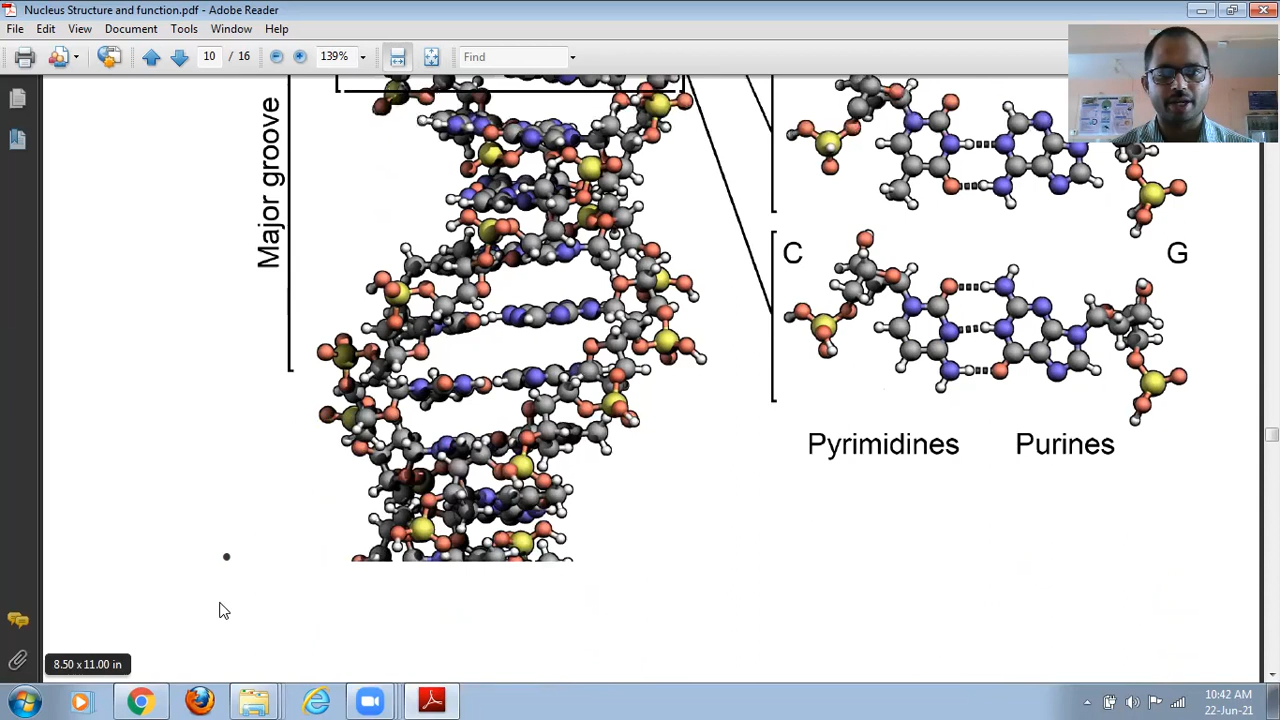 Nucleus Structure and function.pdf - Adobe Reader
File Edit View Document Tools Window Help
10 / 16 139% Find
Major groove
C G
Pyrimidines Purines
8.50 x 11.00 in
10:42 AM
22-Jun-21